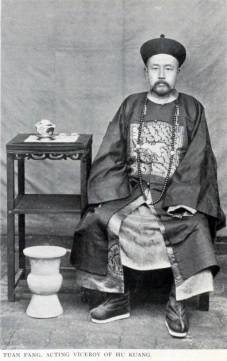 TUAN FANG, ACTING VICEROY OF HU KUANG.